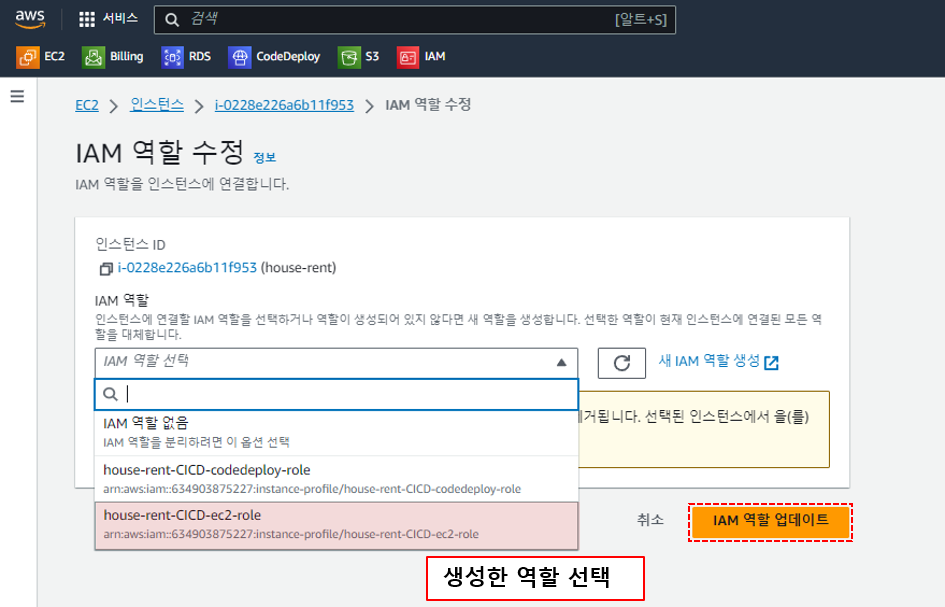 aws
서비스
검색
[알트+S]
EC2
Billing
RDS
CodeDeploy
S3
IAM
EC2 > 인스턴스 > i-0228e226a6b11f953 > IAM 역할 수정
IAM 역할 수정 정보
IAM 역할을 인스턴스에 연결합니다.
인스턴스 ID
i-0228e226a6b11f953 (house-rent)
IAM 역할
인스턴스에 연결할 IAM 역할을 선택하거나 역할이 생성되어 있지 않다면 새 역할을 생성합니다. 선택한 역할이 현재 인스턴스에 연결된 모든 역
할을 대체합니다.
IAM 역할 선택
새 IAM 역할 생성
거됩니다. 선택된 인스턴스에서 을(를)
IAM 역할 없음
IAM 역할을 분리하려면 이 옵션 선택
house-rent-CICD-codedeploy-role
arn:aws:iam::634903875227:instance-profile/house-rent-CICD-codedeploy-role
house-rent-CICD-ec2-role
arn:aws:iam::634903875227:instance-profile/house-rent-CICD-ec2-role
취소
IAM 역할 업데이트
생성한 역할 선택